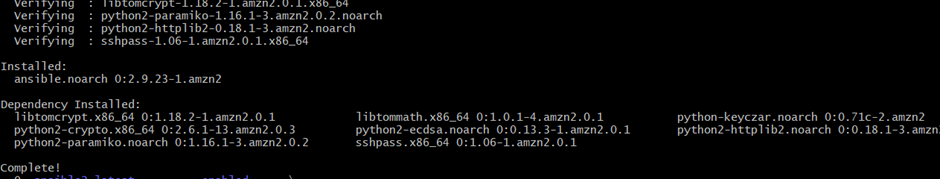 Verifying : libtomcrypt-1.18.2-1.amzn2.0.1.x86_64
Verifying : python2-paramiko-1.16.1-3.amzn2.0.2.noarch
Verifying : python2-httplib2-0.18.1-3.amzn2.noarch
Verifying : sshpass-1.06-1.amzn2.0.1.x86_64
Installed:
ansible.noarch 0:2.9.23-1.amzn2
Dependency Installed:
libtomcrypt.x86_64 0:1.18.2-1.amzn2.0.1 libtommath.x86_64 0:1.0.1-4.amzn2.0.1 python-keyczar.noarch 0:0.71c-2.amzn2
python2-crypto.x86_64 0:2.6.1-13.amzn2.0.3 python2-ecdsa.noarch 0:0.13.3-1.amzn2.0.1 python2-httplib2.noarch 0:0.18.1-3.amzn
python2-paramiko.noarch 0:1.16.1-3.amzn2.0.2 sshpass.x86_64 0:1.06-1.amzn2.0.1
Complete!